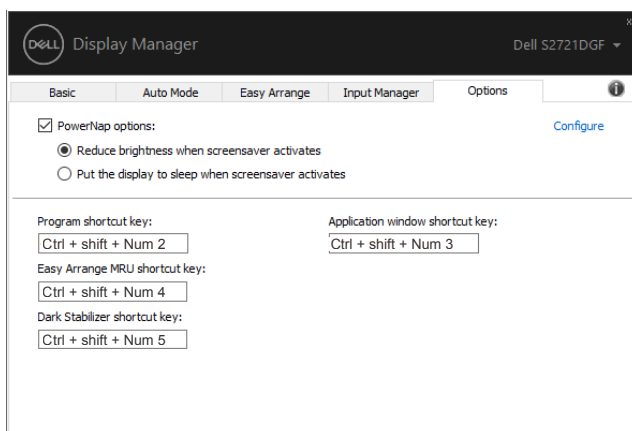 DELL Display Manager Dell S2721DGF
Basic Auto Mode Easy Arrange Input Manager Options
PowerNap options: Configure
Reduce brightness when screensaver activates
Put the display to sleep when screensaver activates
Program shortcut key: Application window shortcut key:
Ctrl + shift + Num 2 Ctrl + shift + Num 3
Easy Arrange MRU shortcut key:
Ctrl + shift + Num 4
Dark Stabilizer shortcut key:
Ctrl + shift + Num 5